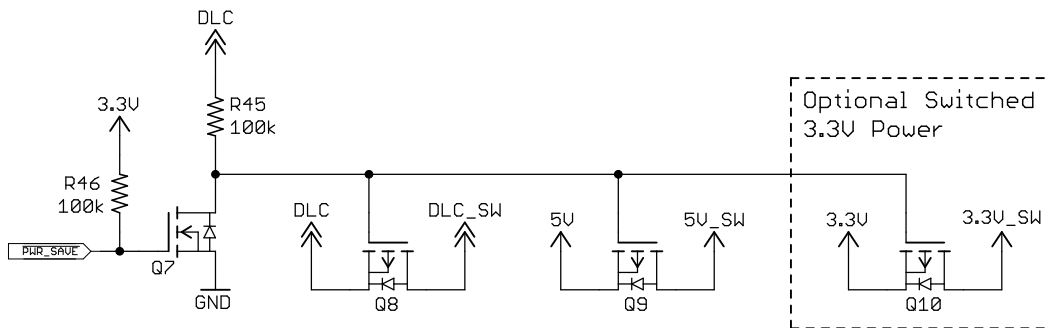 DLC
R45
100k
3.3V
R46
100k
PWR_SAVE
Q7
GND
DLC
DLC_SW
Q8
5V
5V_SW
Q9
Optional Switched
3.3V Power
3.3V
3.3V_SW
Q10